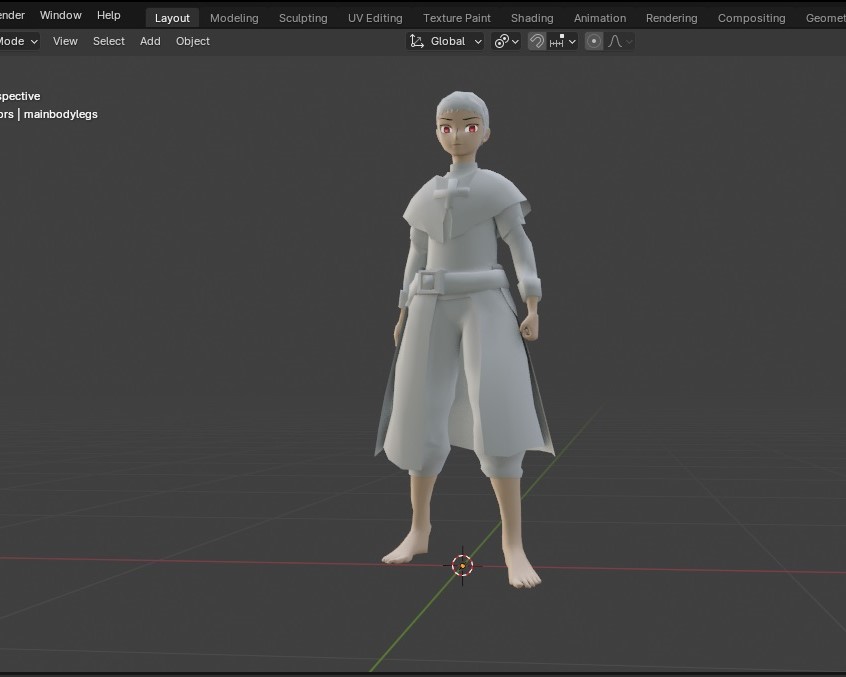 ender Window Help Layout Modeling Sculpting UV Editing Texture Paint Shading Animation Rendering Compositing Geomet
Mode View Select Add Object Global
spective
ors | mainbodylegs